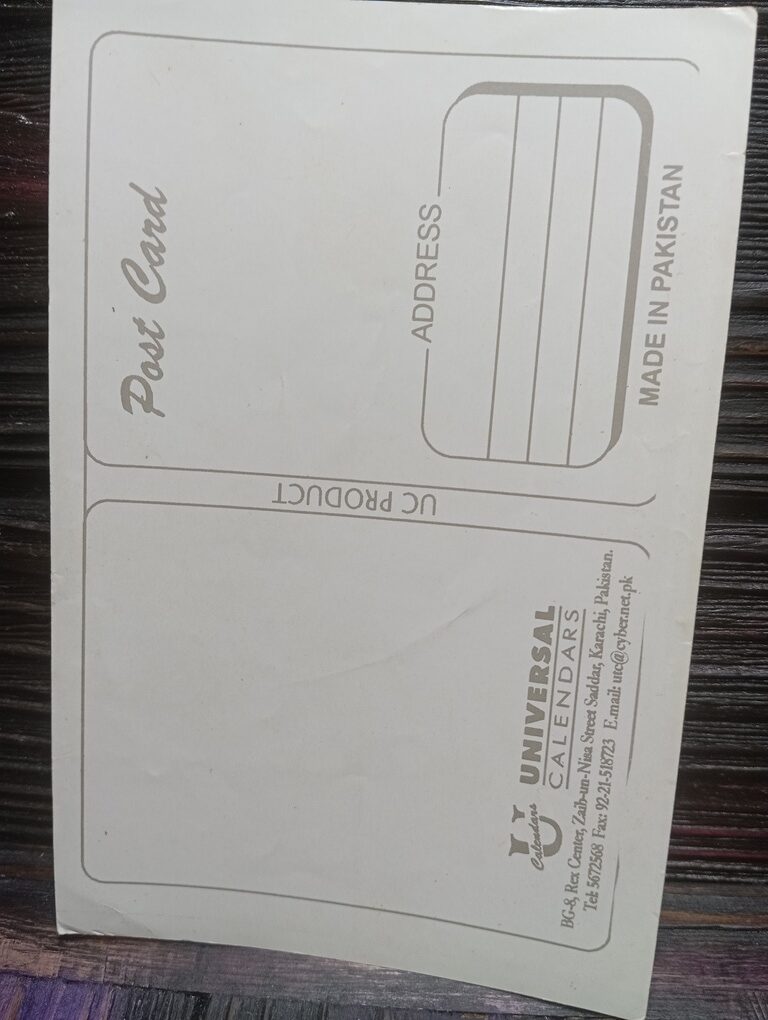 Post Card
UC PRODUCT
ADDRESS
MADE IN PAKISTAN
U
Calendars
UNIVERSAL
CALENDARS
BG-8, Rex Center, Zaib-un-Nisa Street Saddar, Karachi, Pakistan.
Tel: 5672568 Fax: 92-21-518723 E.mail: utc@cyber.net.pk